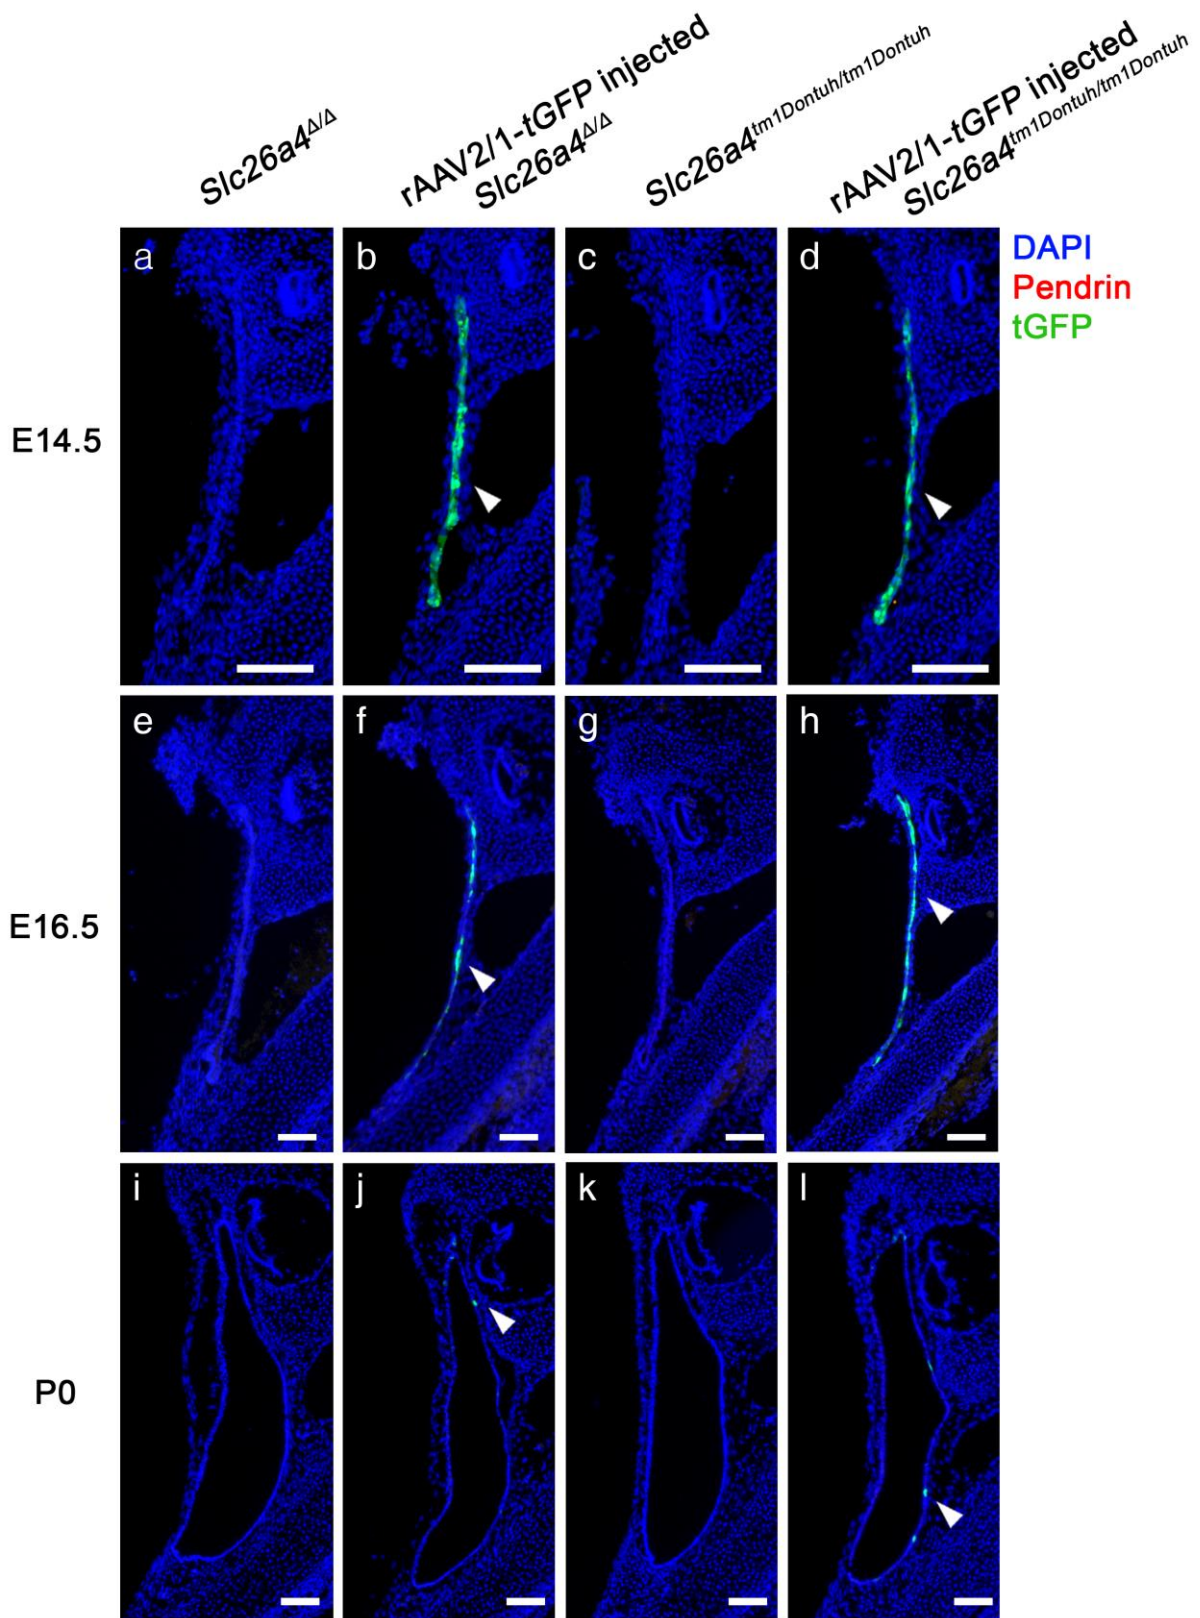 Slc26a4Δ/Δ
rAAV2/1-tGFP injected
Slc26a4Δ/Δ
Slc26a4tm1Dontuh/tm1Dontuh
rAAV2/1-tGFP injected
Slc26a4tm1Dontuh/tm1Dontuh
a
b
c
d
DAPI
Pendrin
tGFP
E14.5
e
f
g
h
E16.5
i
j
k
l
P0